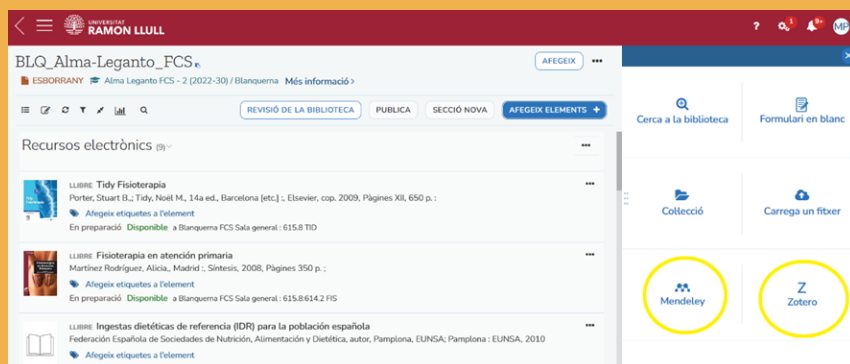 UNIVERSITAT
RAMON LLULL
? 1 9+ MP
BLQ_Alma-Leganto_FCS
AFEGEIX
ESBORRANY Alma Leganto FCS - 2 (2022-30) / Blanquerna Més informació >
REVISIÓ DE LA BIBLIOTECA PUBLICA SECCIÓ NOVA AFEGEIX ELEMENTS +
Recursos electrònics (9)
LLIBRE Tidy Fisioterapia
Porter, Stuart B.; Tidy, Noël M., 14a ed., Barcelona [etc.] :, Elsevier, cop. 2009, Pàgines XII, 650 p. ;
Afegeix etiquetes a l'element
En preparació Disponible a Blanquerna FCS Sala general : 615.8 TID
LLIBRE Fisioterapia en atención primaria
Martínez Rodríguez, Alicia., Madrid :, Síntesis, 2008, Pàgines 350 p. ;
Afegeix etiquetes a l'element
En preparació Disponible a Blanquerna FCS Sala general : 615.8:614.2 FIS
LLIBRE Ingestas dietéticas de referencia (IDR) para la población española
Federación Española de Sociedades de Nutrición, Alimentación y Dietética, autor, Pamplona, EUNSA; Pamplona : EUNSA, 2010
Afegeix etiquetes a l'element
Cerca a la biblioteca
Formulari en blanc
Col·lecció
Carrega un fitxer
Mendeley
Z
Zotero